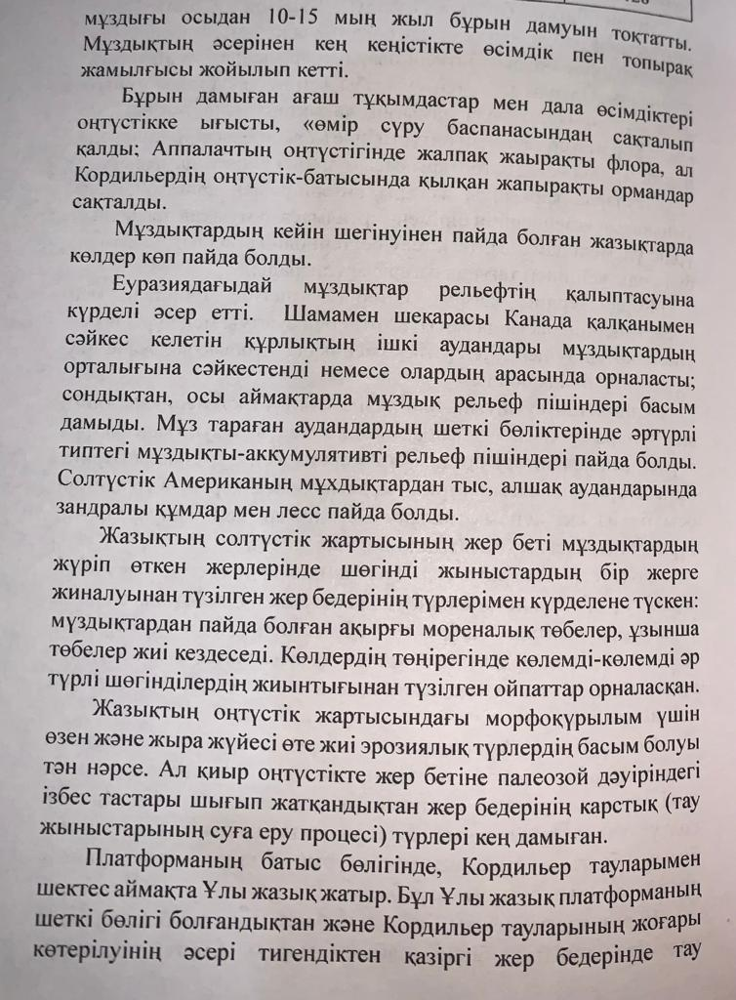 мұздығы осыдан 10-15 мың жыл бұрын дамуын тоқтатты.
Мұздықтың әсерінен кең кеңістікте өсімдік пен топырақ
жамылғысы жойылып кетті.
Бұрын дамыған ағаш тұқымдастар мен дала өсімдіктері
оңтүстікке ығысты, «өмір сүру баспанасындаң сақталып
қалды; Аппалачтың оңтүстігінде жалпақ жаырақты флора, ал
Кордильердің оңтүстік-батысында қылқан жапырақты ормандар
сақталды.
Мұздықтардың кейін шегінуінен пайда болған жазықтарда
көлдер көп пайда болды.
Еуразиядағыдай мұздықтар рельефтің қалыптасуына
күрделі әсер етті. Шамамен шекарасы Канада қалқанымен
сәйкес келетін құрлықтың ішкі аудандары мұздықтардың
орталығына сәйкестенді немесе олардың арасында орналасты;
сондықтан, осы аймақтарда мұздық рельеф пішіндері басым
дамыды. Мұз тараған аудандардың шеткі бөліктерінде әртүрлі
типтегі мұздықты-аккумулятивті рельеф пішіндері пайда болды.
Солтүстік Американың мұхдықтардан тыс, алшақ аудандарында
зандралы құмдар мен лесс пайда болды.
Жазықтың солтүстік жартысының жер беті мұздықтардың
жүріп өткен жерлерінде шөгінді жыныстардың бір жерге
жиналуынан түзілген жер бедерінің түрлерімен күрделене түскен:
мұздықтардан пайда болған ақырғы мореналық төбелер, ұзынша
төбелер жиі кездеседі. Көлдердің төңірегінде көлемді-көлемді әр
түрлі шөгінділердің жиынтығынан түзілген ойпаттар орналасқан.
Жазықтың оңтүстік жартысындағы морфоқұрылым үшін
өзен және жыра жүйесі өте жиі эрозиялық түрлердің басым болуы
тән нәрсе. Ал қиыр оңтүстікте жер бетіне палеозой дәуіріндегі
ізбес тастары шығып жатқандықтан жер бедерінің карстық (тау
жыныстарының суға еру процесі) түрлері кең дамыған.
Платформаның батыс бөлігінде, Кордильер тауларымен
шектес аймақта Ұлы жазық жатыр. Бұл Ұлы жазық платформаның
шеткі бөлігі болғандықтан және Кордильер тауларының жоғары
көтерілуінің әсері тигендіктен қазіргі жер бедерінде тау